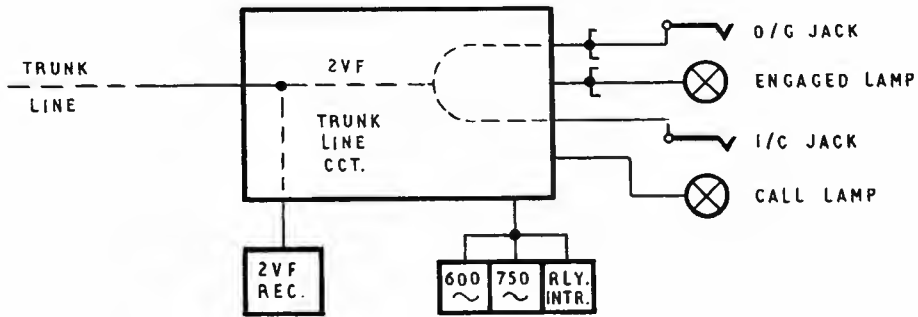 TRUNK
LINE
2VF
TRUNK
LINE
CCT.
O/G JACK
ENGAGED LAMP
I/C JACK
CALL LAMP
2VF
REC.
600
~
750
~
RLY.
INTR.